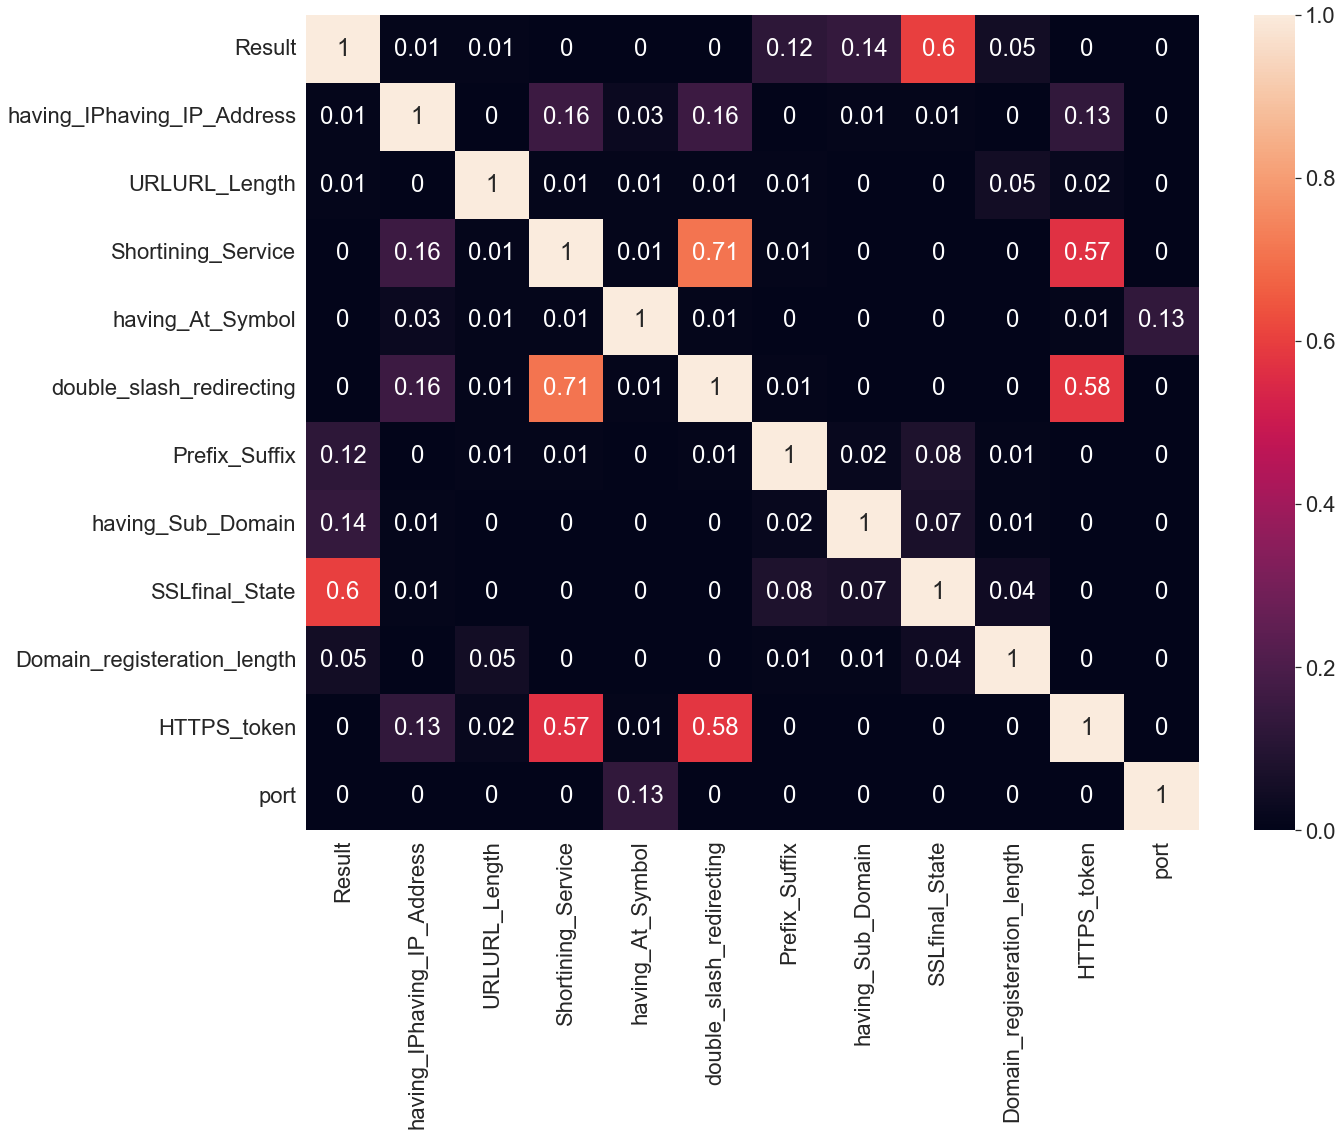 Result 1 0.01 0.01 0 0 0 0.12 0.14 0.6 0.05 0 0
having_IPhaving_IP_Address 0.01 1 0 0.16 0.03 0.16 0 0.01 0.01 0 0.13 0
URLURL_Length 0.01 0 1 0.01 0.01 0.01 0.01 0 0 0.05 0.02 0
Shortining_Service 0 0.16 0.01 1 0.01 0.71 0.01 0 0 0 0.57 0
having_At_Symbol 0 0.03 0.01 0.01 1 0.01 0 0 0 0 0.01 0.13
double_slash_redirecting 0 0.16 0.01 0.71 0.01 1 0.01 0 0 0 0.58 0
Prefix_Suffix 0.12 0 0.01 0.01 0 0.01 1 0.02 0.08 0.01 0 0
having_Sub_Domain 0.14 0.01 0 0 0 0 0.02 1 0.07 0.01 0 0
SSLfinal_State 0.6 0.01 0 0 0 0 0.08 0.07 1 0.04 0 0
Domain_registeration_length 0.05 0 0.05 0 0 0 0.01 0.01 0.04 1 0 0
HTTPS_token 0 0.13 0.02 0.57 0.01 0.58 0 0 0 0 1 0
port 0 0 0 0 0.13 0 0 0 0 0 0 1
Result
having_IPhaving_IP_Address
URLURL_Length
Shortining_Service
having_At_Symbol
double_slash_redirecting
Prefix_Suffix
having_Sub_Domain
SSLfinal_State
Domain_registeration_length
HTTPS_token
port
1.0
0.8
0.6
0.4
0.2
0.0